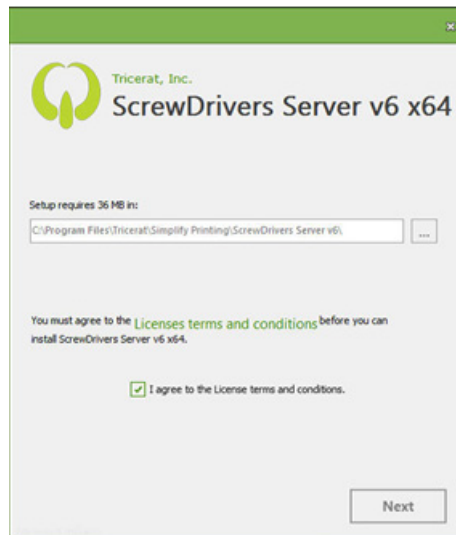 Tricerat, Inc.
ScrewDrivers Server v6 x64
Setup requires 36 MB in:
C:\Program Files\Tricerat\Simplify Printing\ScrewDrivers Server v6\
...
You must agree to the Licenses terms and conditions before you can
install ScrewDrivers Server v6 x64.
I agree to the License terms and conditions.
Next